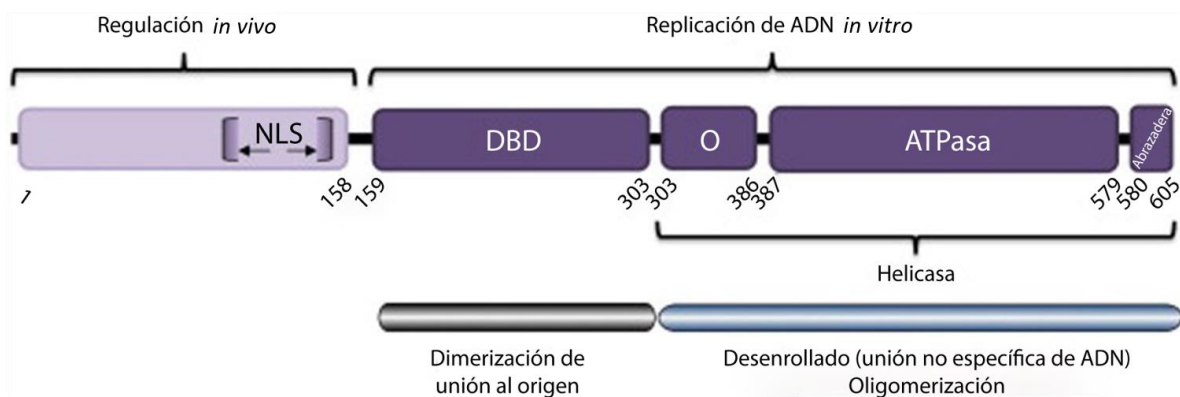 Regulación in vivo
Replicación de ADN in vitro
NLS
DBD
O
ATPasa
Abrazadera
1
158
159
303
303
386
387
579
580
605
Helicasa
Dimerización de
unión al origen
Desenrollado (unión no específica de ADN)
Oligomerización